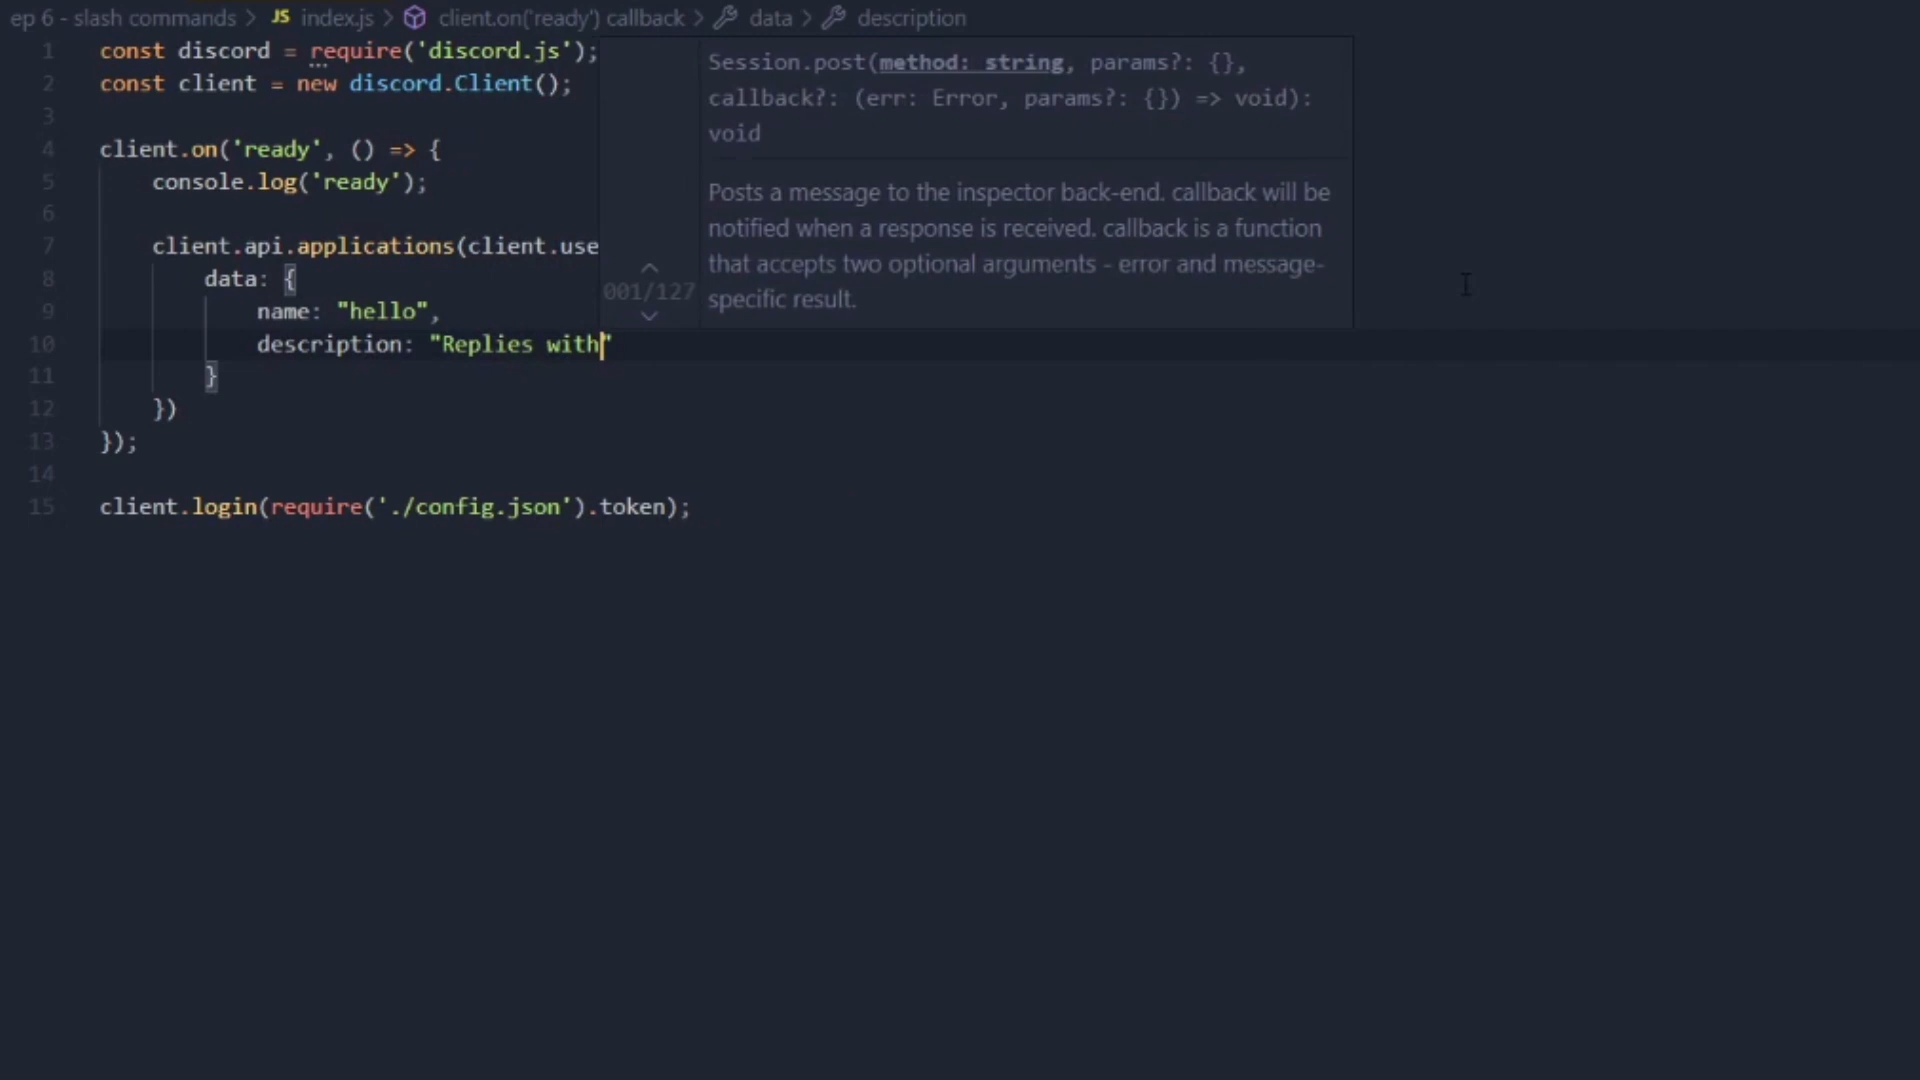 ep 6 - slash commands > JS index.js > client.on('ready') callback > data > description
1 const discord = require('discord.js');
2 const client = new discord.Client();
3
4 client.on('ready', () => {
5 console.log('ready');
6
7 client.api.applications(client.use
8 data: {
9 name: "hello",
10 description: "Replies with"
11 }
12 })
13 });
14
15 client.login(require('./config.json').token);
001/127
Session.post(method: string, params?: {},
callback?: (err: Error, params?: {}) => void):
void
Posts a message to the inspector back-end. callback will be
notified when a response is received. callback is a function
that accepts two optional arguments - error and message-
specific result.